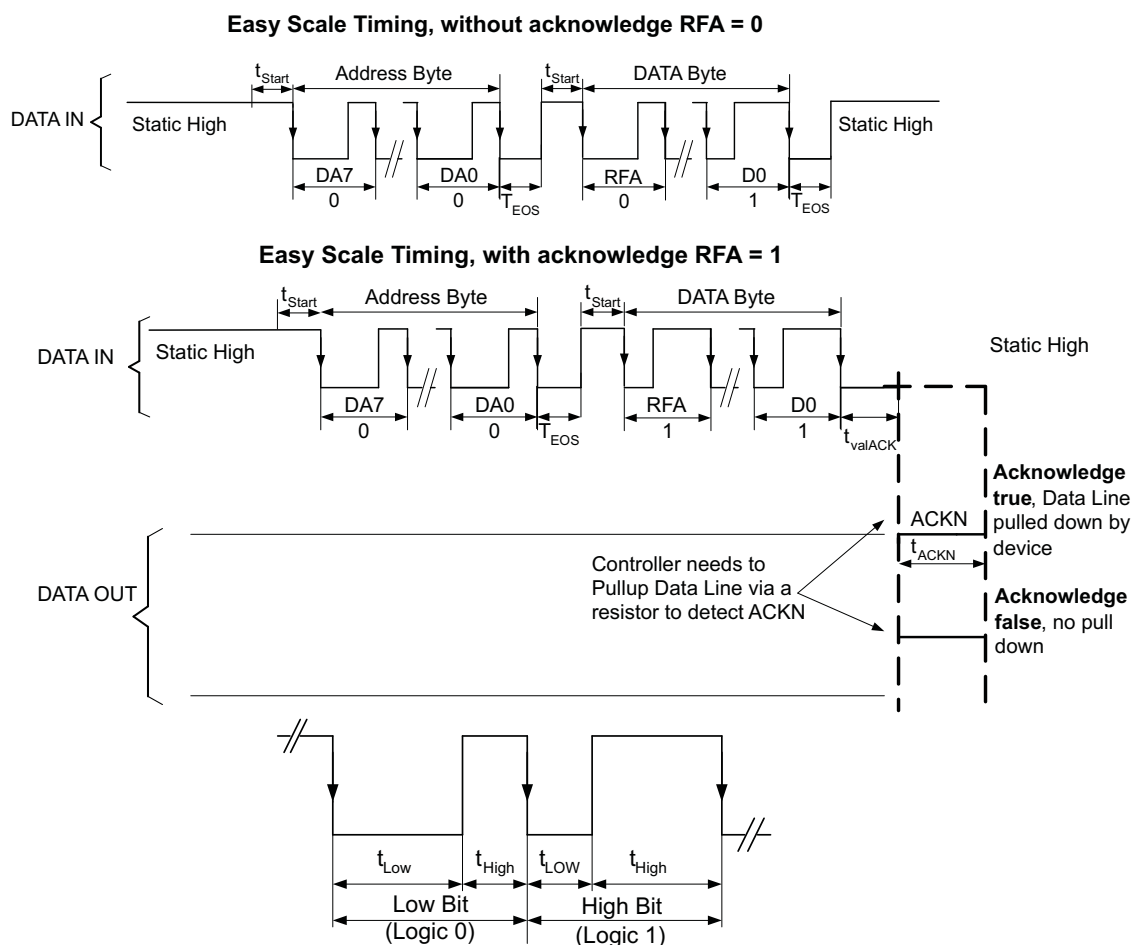 Easy Scale Timing, without acknowledge RFA = 0
tStart
Address Byte
tStart
DATA Byte
DATA IN
Static High
Static High
DA7
0
DA0
0
TEOS
RFA
0
D0
1
TEOS
Easy Scale Timing, with acknowledge RFA = 1
tStart
Address Byte
tStart
DATA Byte
DATA IN
Static High
Static High
DA7
0
DA0
0
TEOS
RFA
1
D0
1
tvalACK
Acknowledge
true, Data Line
pulled down by
device
ACKN
tACKN
Controller needs to
Pullup Data Line via a
resistor to detect ACKN
DATA OUT
Acknowledge
false, no pull
down
tLow
tHigh
tLOW
tHigh
Low Bit
(Logic 0)
High Bit
(Logic 1)